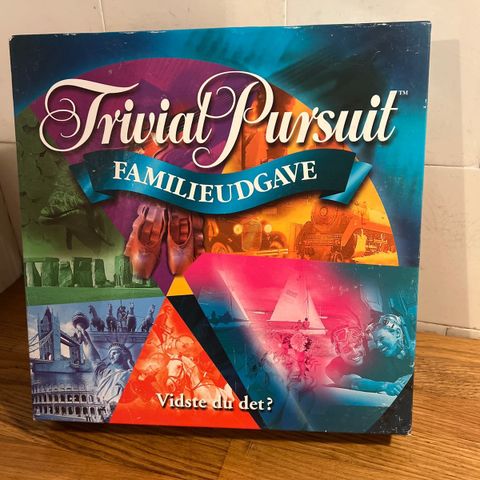 Trivial Pursuit™
FAMILIEUDGAVE
Vidste du det?